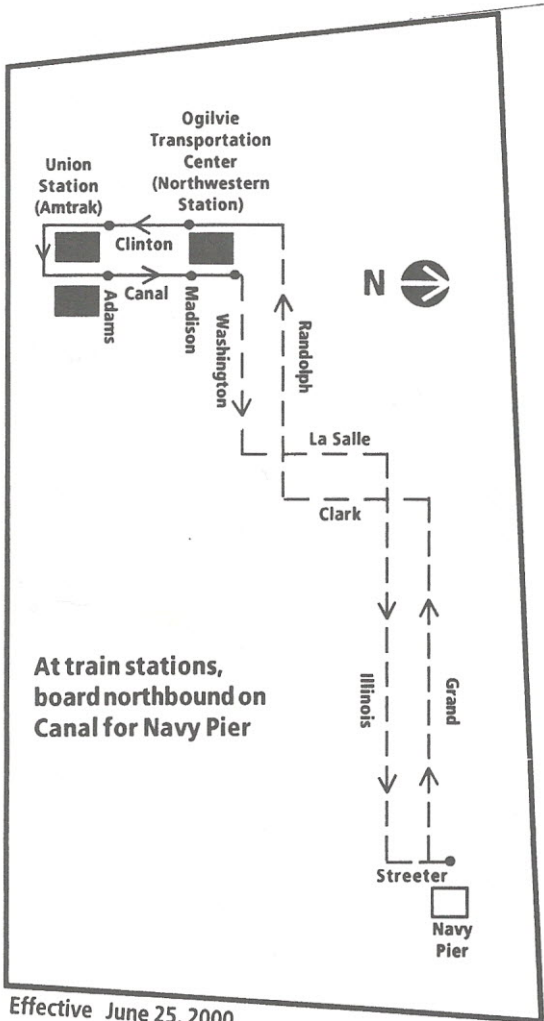 Ogilvie
Transportation
Center
(Northwestern
Station)
Union
Station
(Amtrak)
Clinton
Canal
Adams
Madison
Washington
Randolph
N
La Salle
Clark
Illinois
Grand
At train stations,
board northbound on
Canal for Navy Pier
Streeter
Navy
Pier
Effective June 25, 2000